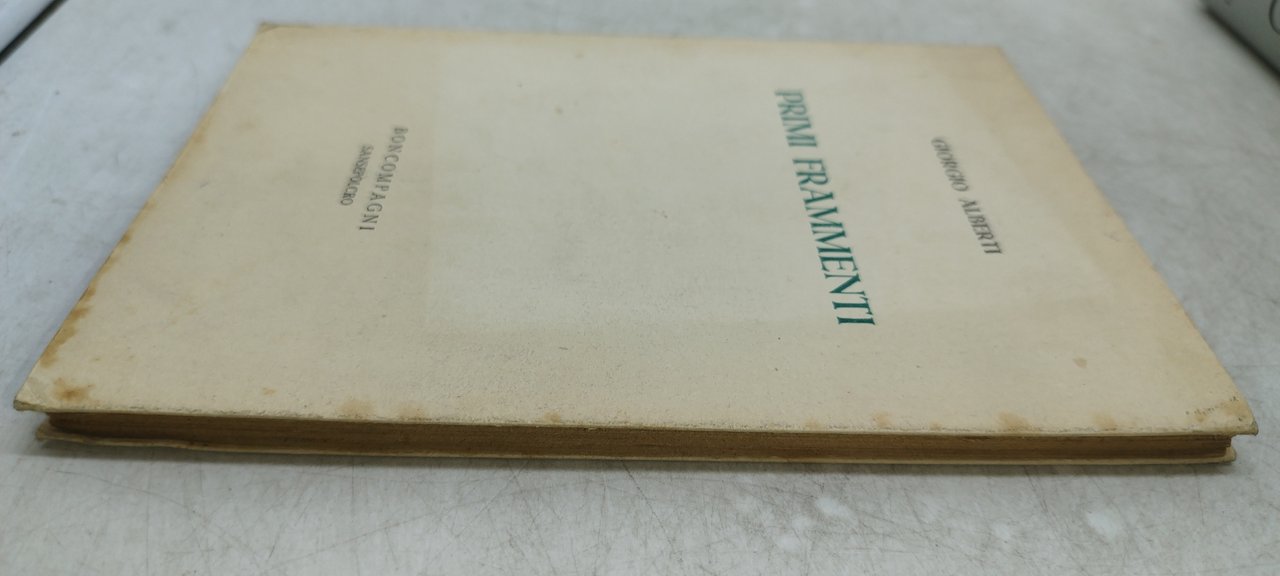 GIORGIO ALBERTI
PRIMI FRAMMENTI
BONCOMPAGNI
SANSEPOLCRO